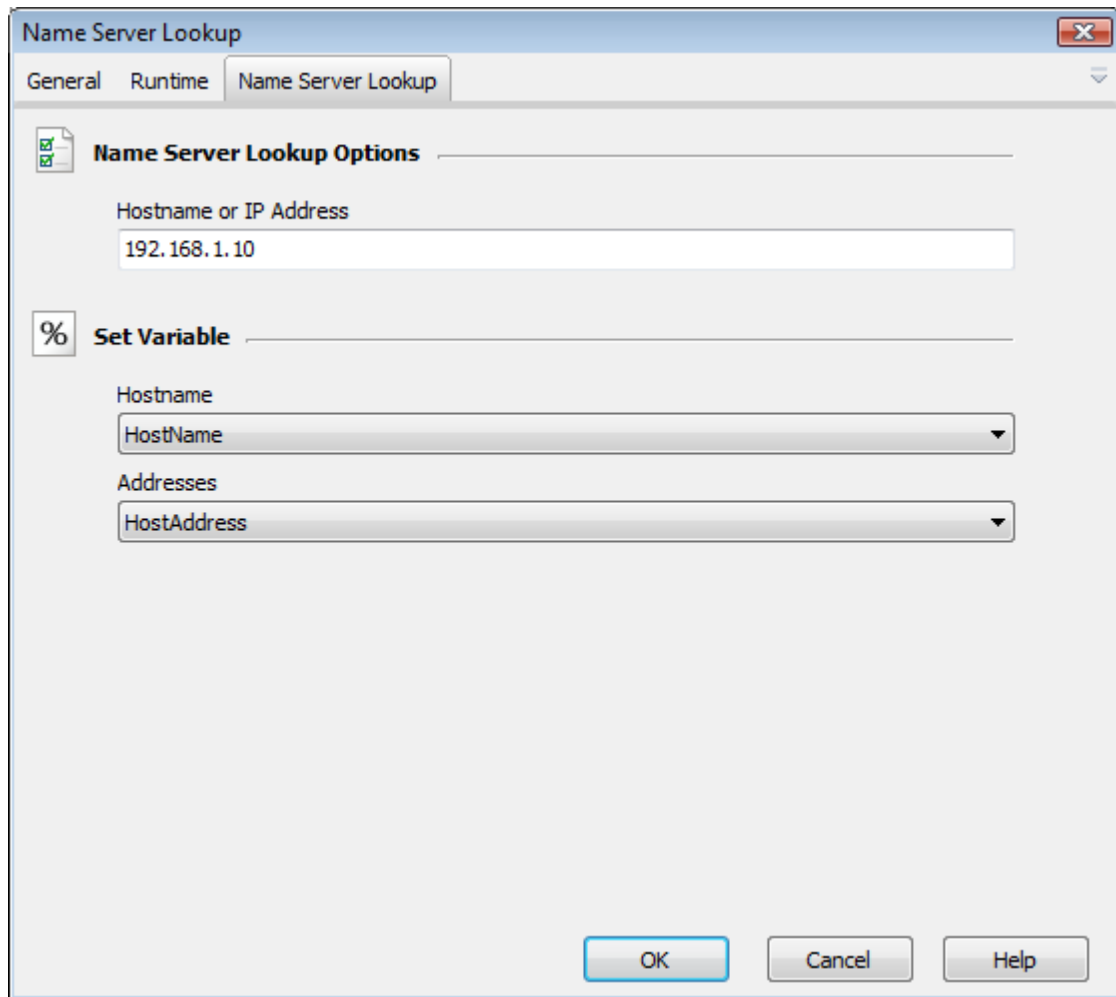 Name Server Lookup
General Runtime Name Server Lookup
Name Server Lookup Options
Hostname or IP Address
192.168.1.10
% Set Variable
Hostname
HostName
Addresses
HostAddress
OK Cancel Help